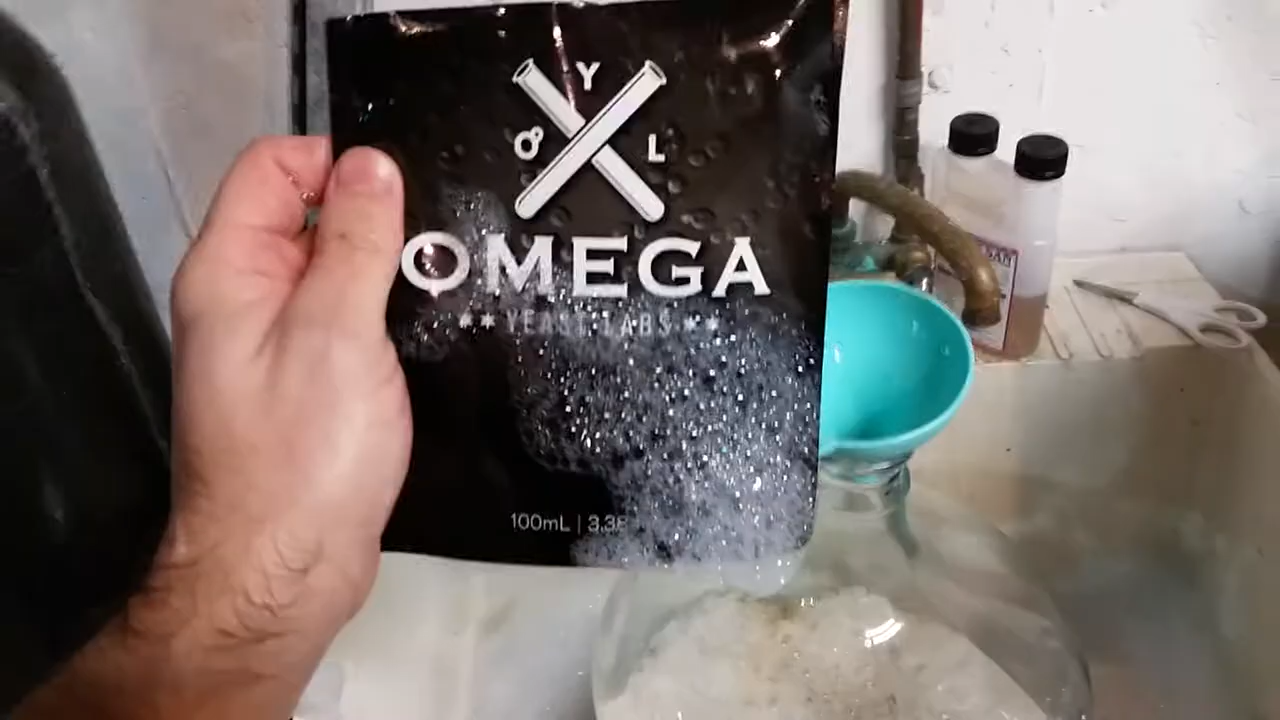 Y
O L
OMEGA
** YEAST LABS **
100mL | 3.38